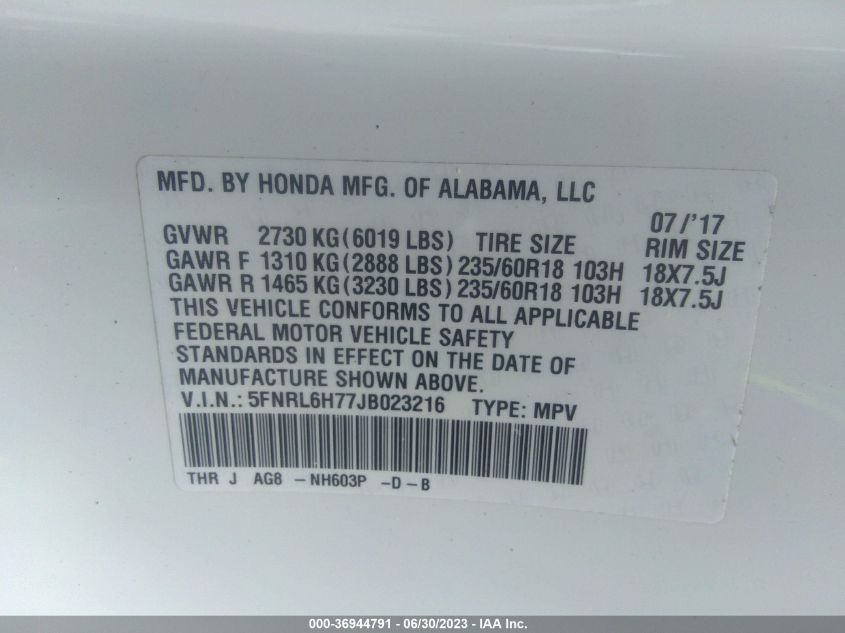 MFD. BY HONDA MFG. OF ALABAMA, LLC
07/'17
GVWR 2730 KG(6019 LBS) TIRE SIZE RIM SIZE
GAWR F 1310 KG(2888 LBS) 235/60R18 103H 18X7.5J
GAWR R 1465 KG(3230 LBS) 235/60R18 103H 18X7.5J
THIS VEHICLE CONFORMS TO ALL APPLICABLE
FEDERAL MOTOR VEHICLE SAFETY
STANDARDS IN EFFECT ON THE DATE OF
MANUFACTURE SHOWN ABOVE.
V.I.N.: 5FNRL6H77JB023216 TYPE: MPV
THR J AG8 -NH603P -D-B
000-36944791 - 06/30/2023 - IAA Inc.